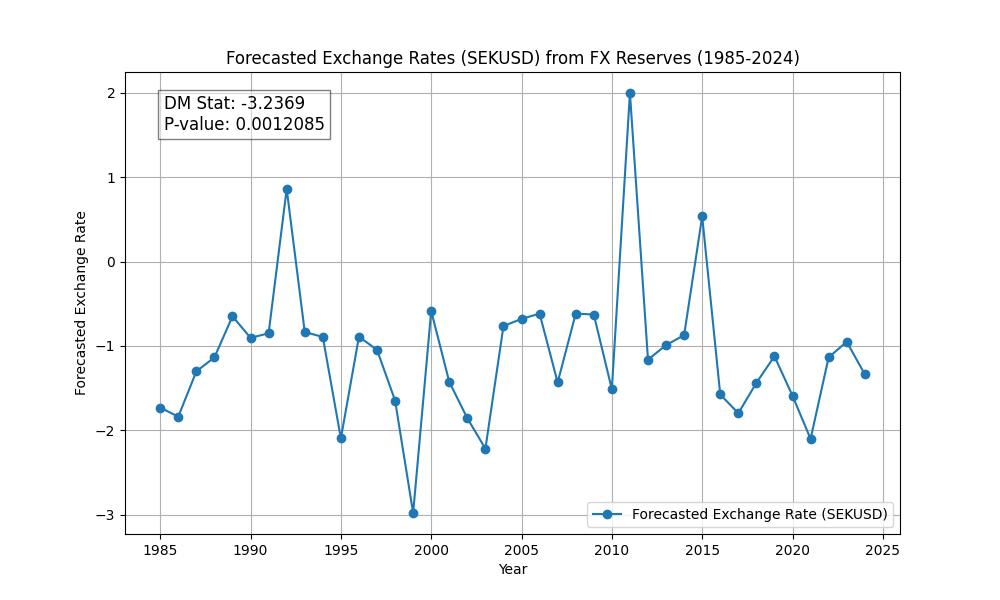 Forecasted Exchange Rates (SEKUSD) from FX Reserves (1985-2024)
DM Stat: -3.2369
P-value: 0.0012085
Forecasted Exchange Rate
2
1
0
−1
−2
−3
Forecasted Exchange Rate (SEKUSD)
1985 1990 1995 2000 2005 2010 2015 2020 2025
Year